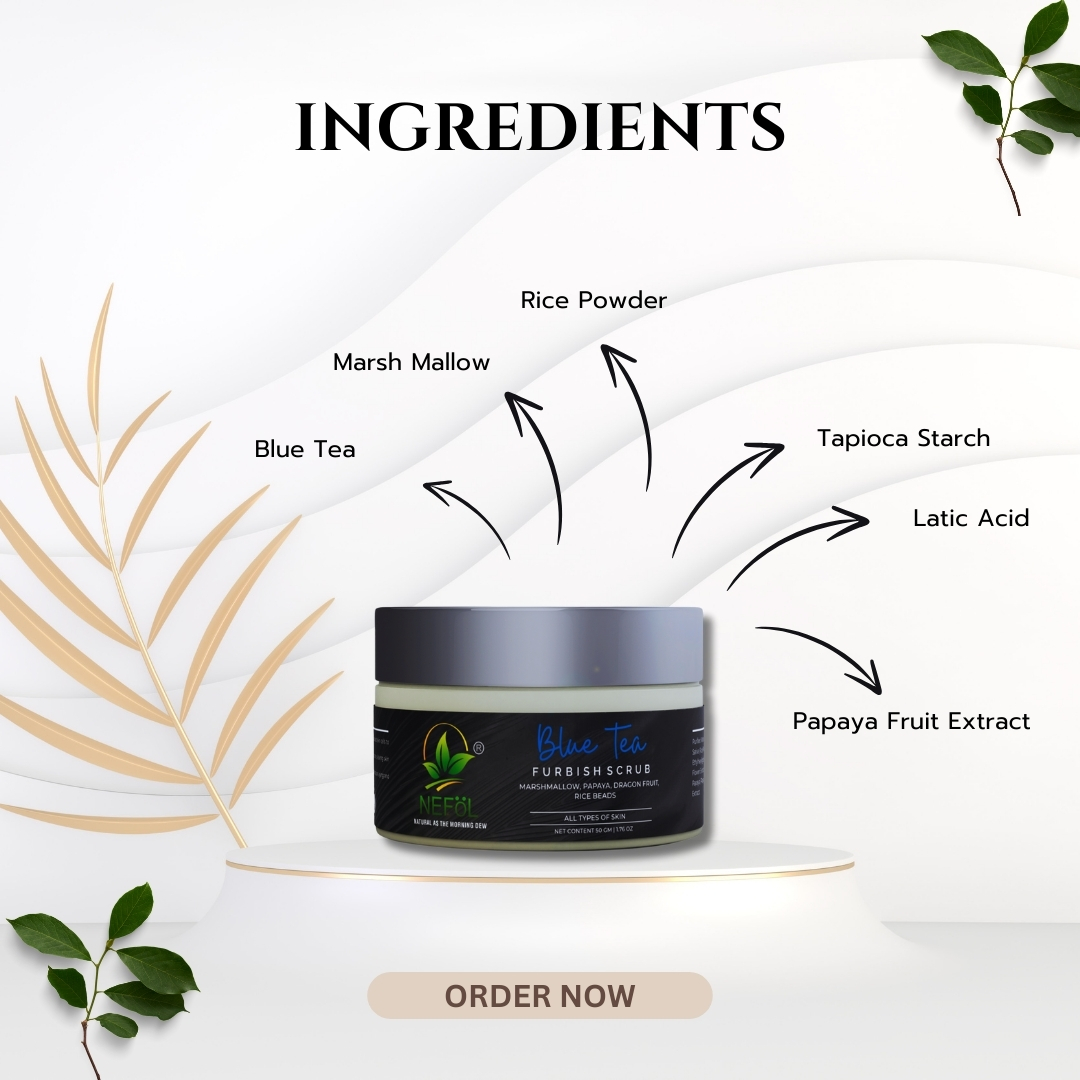 INGREDIENTS
Rice Powder
Marsh Mallow
Blue Tea
Tapioca Starch
Latic Acid
Papaya Fruit Extract
®
NEFÖL
NATURAL AS THE MORNING DEW
Blue Tea
FURBISH SCRUB
MARSHMALLOW, PAPAYA, DRAGON FRUIT,
RICE BEADS
ALL TYPES OF SKIN
NET CONTENT 50 GM | 1.76 OZ
ORDER NOW